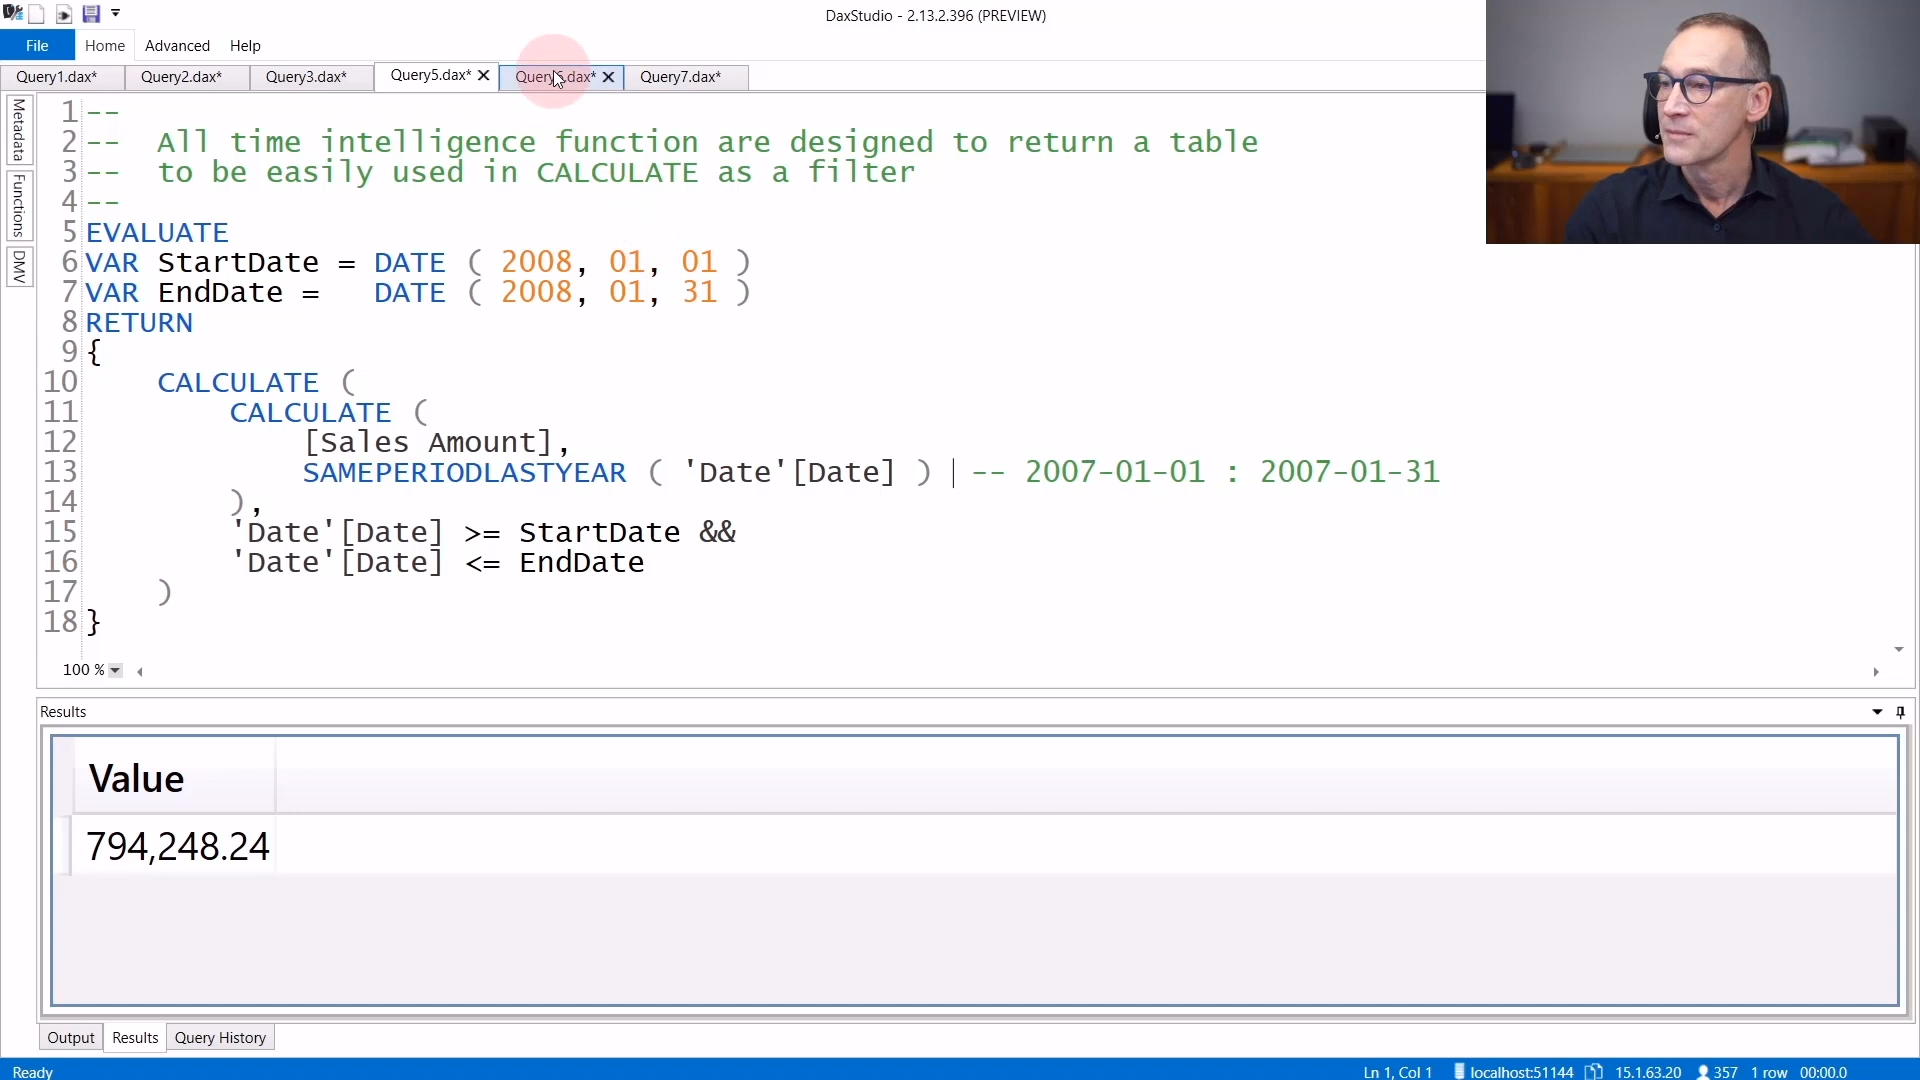 DaxStudio - 2.13.2.396 (PREVIEW)
File Home Advanced Help
Query1.dax* Query2.dax* Query3.dax* Query5.dax* Query6.dax* Query7.dax*
Metadata
Functions
DMV
1 --
2 -- All time intelligence function are designed to return a table
3 -- to be easily used in CALCULATE as a filter
4 --
5 EVALUATE
6 VAR StartDate = DATE ( 2008, 01, 01 )
7 VAR EndDate = DATE ( 2008, 01, 31 )
8 RETURN
9 {
10 CALCULATE (
11 CALCULATE (
12 [Sales Amount],
13 SAMEPERIODLASTYEAR ( 'Date'[Date] ) -- 2007-01-01 : 2007-01-31
14 ),
15 'Date'[Date] >= StartDate &&
16 'Date'[Date] <= EndDate
17 )
18 }
100 %
Results
Value
794,248.24
Output Results Query History
Ready Ln 1, Col 1 localhost:51144 15.1.63.20 357 1 row 00:00.0